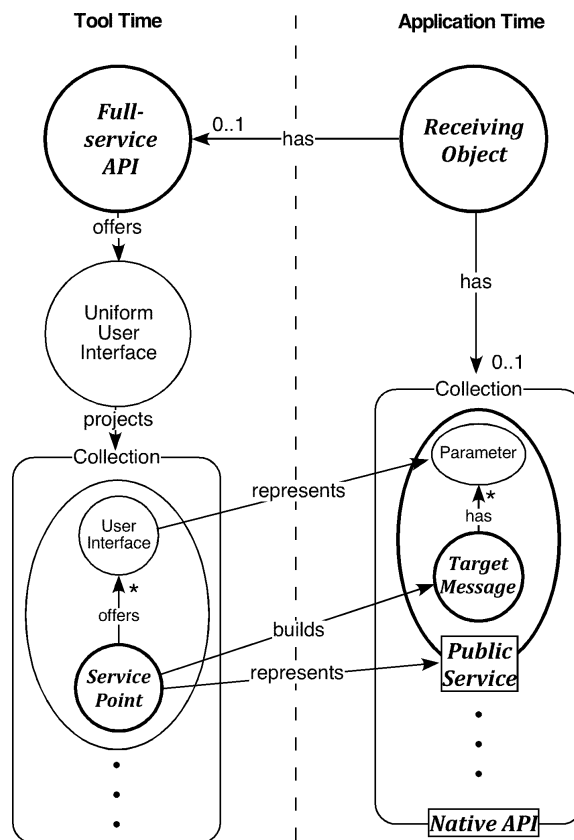 Tool Time
Application Time
Full-
service
API
0..1
has
Receiving
Object
offers
has
Uniform
User
Interface
0..1
projects
Collection
Collection
Parameter
represents
*
has
User
Interface
*
offers
Target
Message
builds
Service
Point
represents
Public
Service
Native API